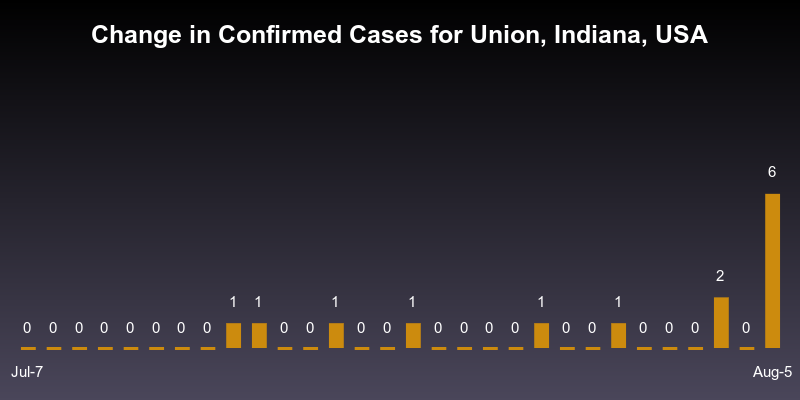 Change in Confirmed Cases for Union, Indiana, USA
6
2
1 1 1 1 1 1
0 0 0 0 0 0 0 0 0 0 0 0 0 0 0 0 0 0 0 0 0 0
Jul-7 Aug-5